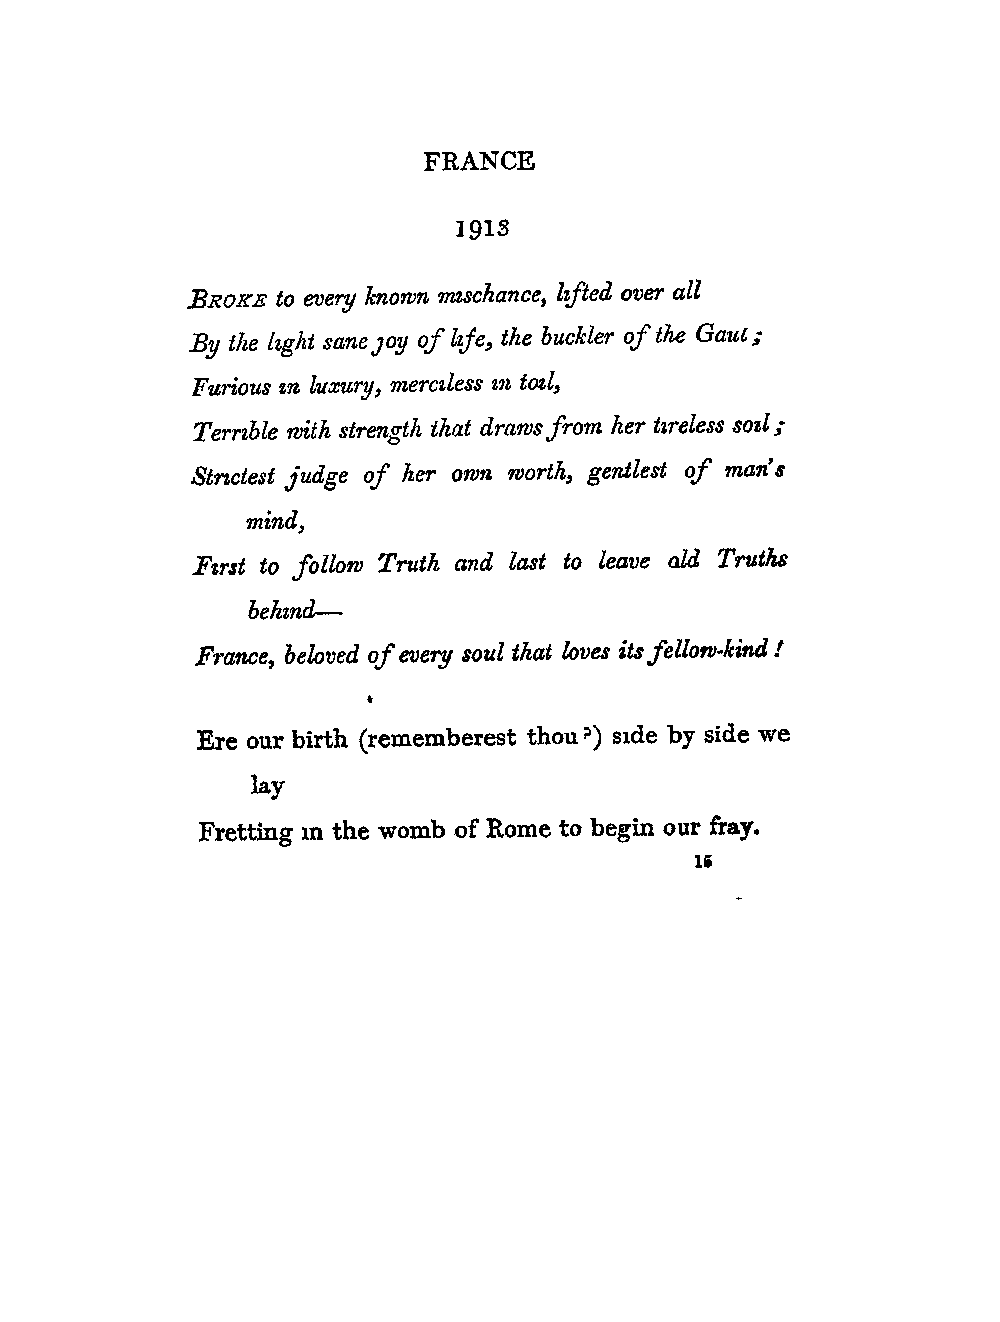 FRANCE
1913
BROKE to every known mischance, lifted over all
By the light sane joy of life, the buckler of the Gaul;
Furious in luxury, merciless in toil,
Terrible with strength that draws from her tireless soil;
Strictest judge of her own worth, gentlest of man's
mind,
First to follow Truth and last to leave old Truths
behind—
France, beloved of every soul that loves its fellow-kind!
Ere our birth (rememberest thou?) side by side we
lay
Fretting in the womb of Rome to begin our fray.
15